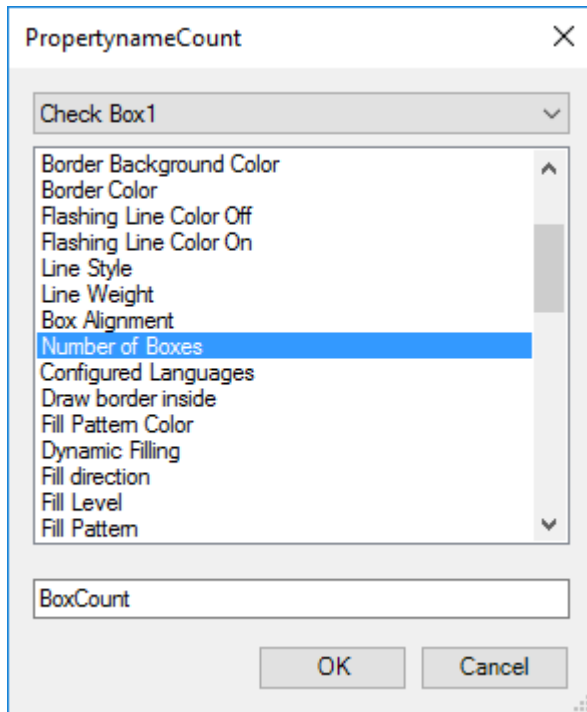 PropertynameCount
Check Box1
Border Background Color
Border Color
Flashing Line Color Off
Flashing Line Color On
Line Style
Line Weight
Box Alignment
Number of Boxes
Configured Languages
Draw border inside
Fill Pattern Color
Dynamic Filling
Fill direction
Fill Level
Fill Pattern
BoxCount
OK Cancel